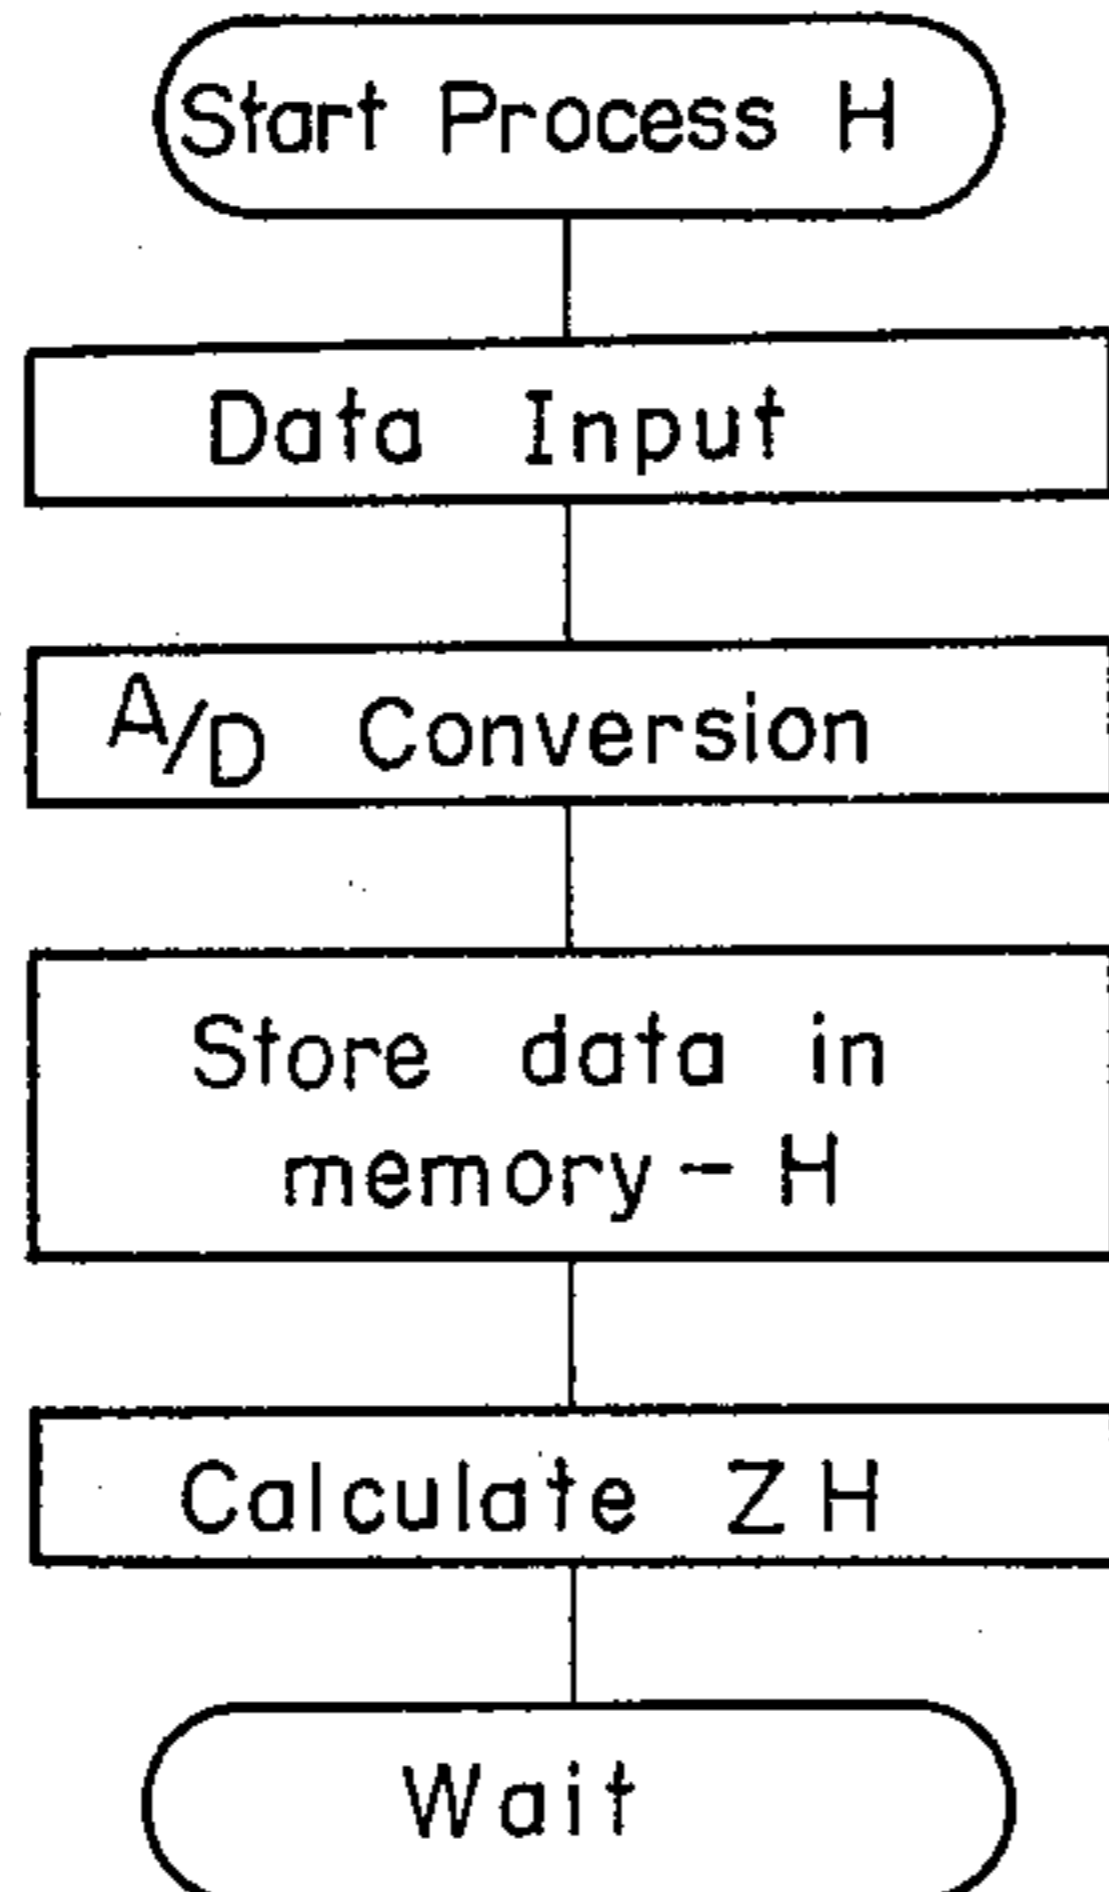 Start Process H
Data Input
A/D Conversion
Store data in
memory - H
Calculate ZH
Wait